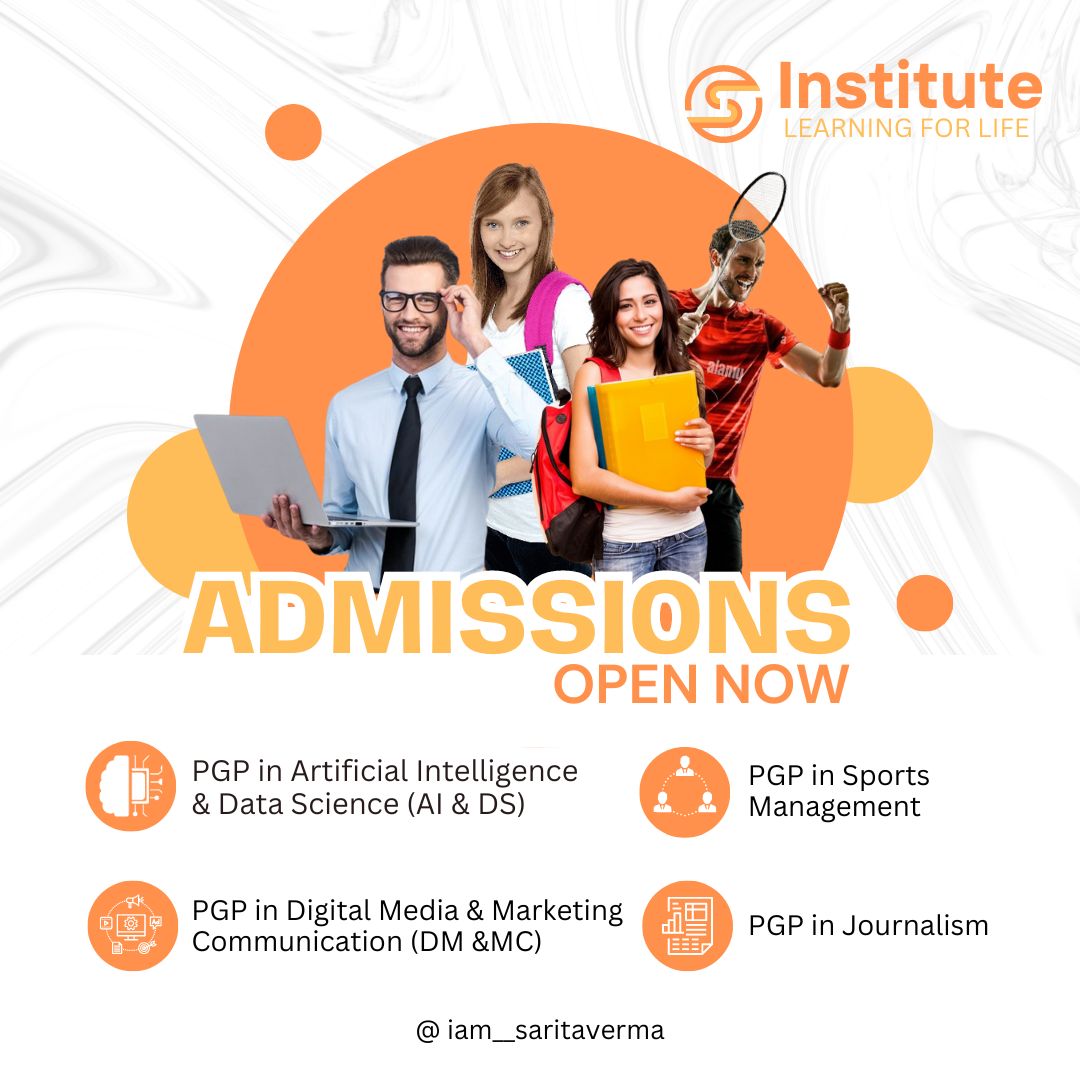 Institute
LEARNING FOR LIFE
alamy
ADMISSIONS
OPEN NOW
PGP in Artificial Intelligence
& Data Science (AI & DS)
PGP in Sports
Management
PGP in Digital Media & Marketing
Communication (DM &MC)
PGP in Journalism
@ iam__saritaverma